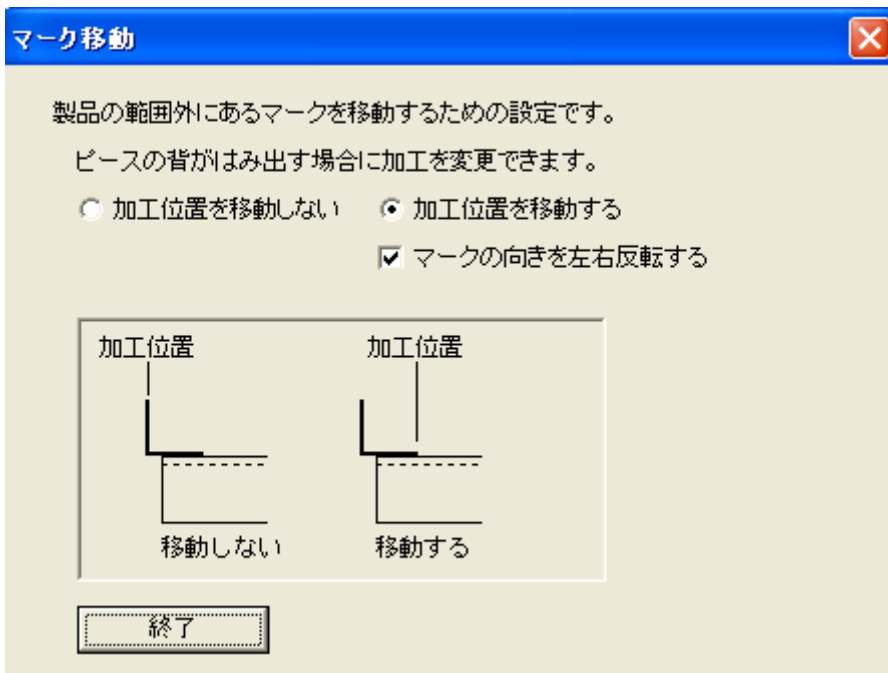 マーク移動
製品の範囲外にあるマークを移動するための設定です。
ピースの背がはみ出す場合に加工を変更できます。
加工位置を移動しない 加工位置を移動する
マークの向きを左右反転する
加工位置 加工位置
移動しない 移動する
終了